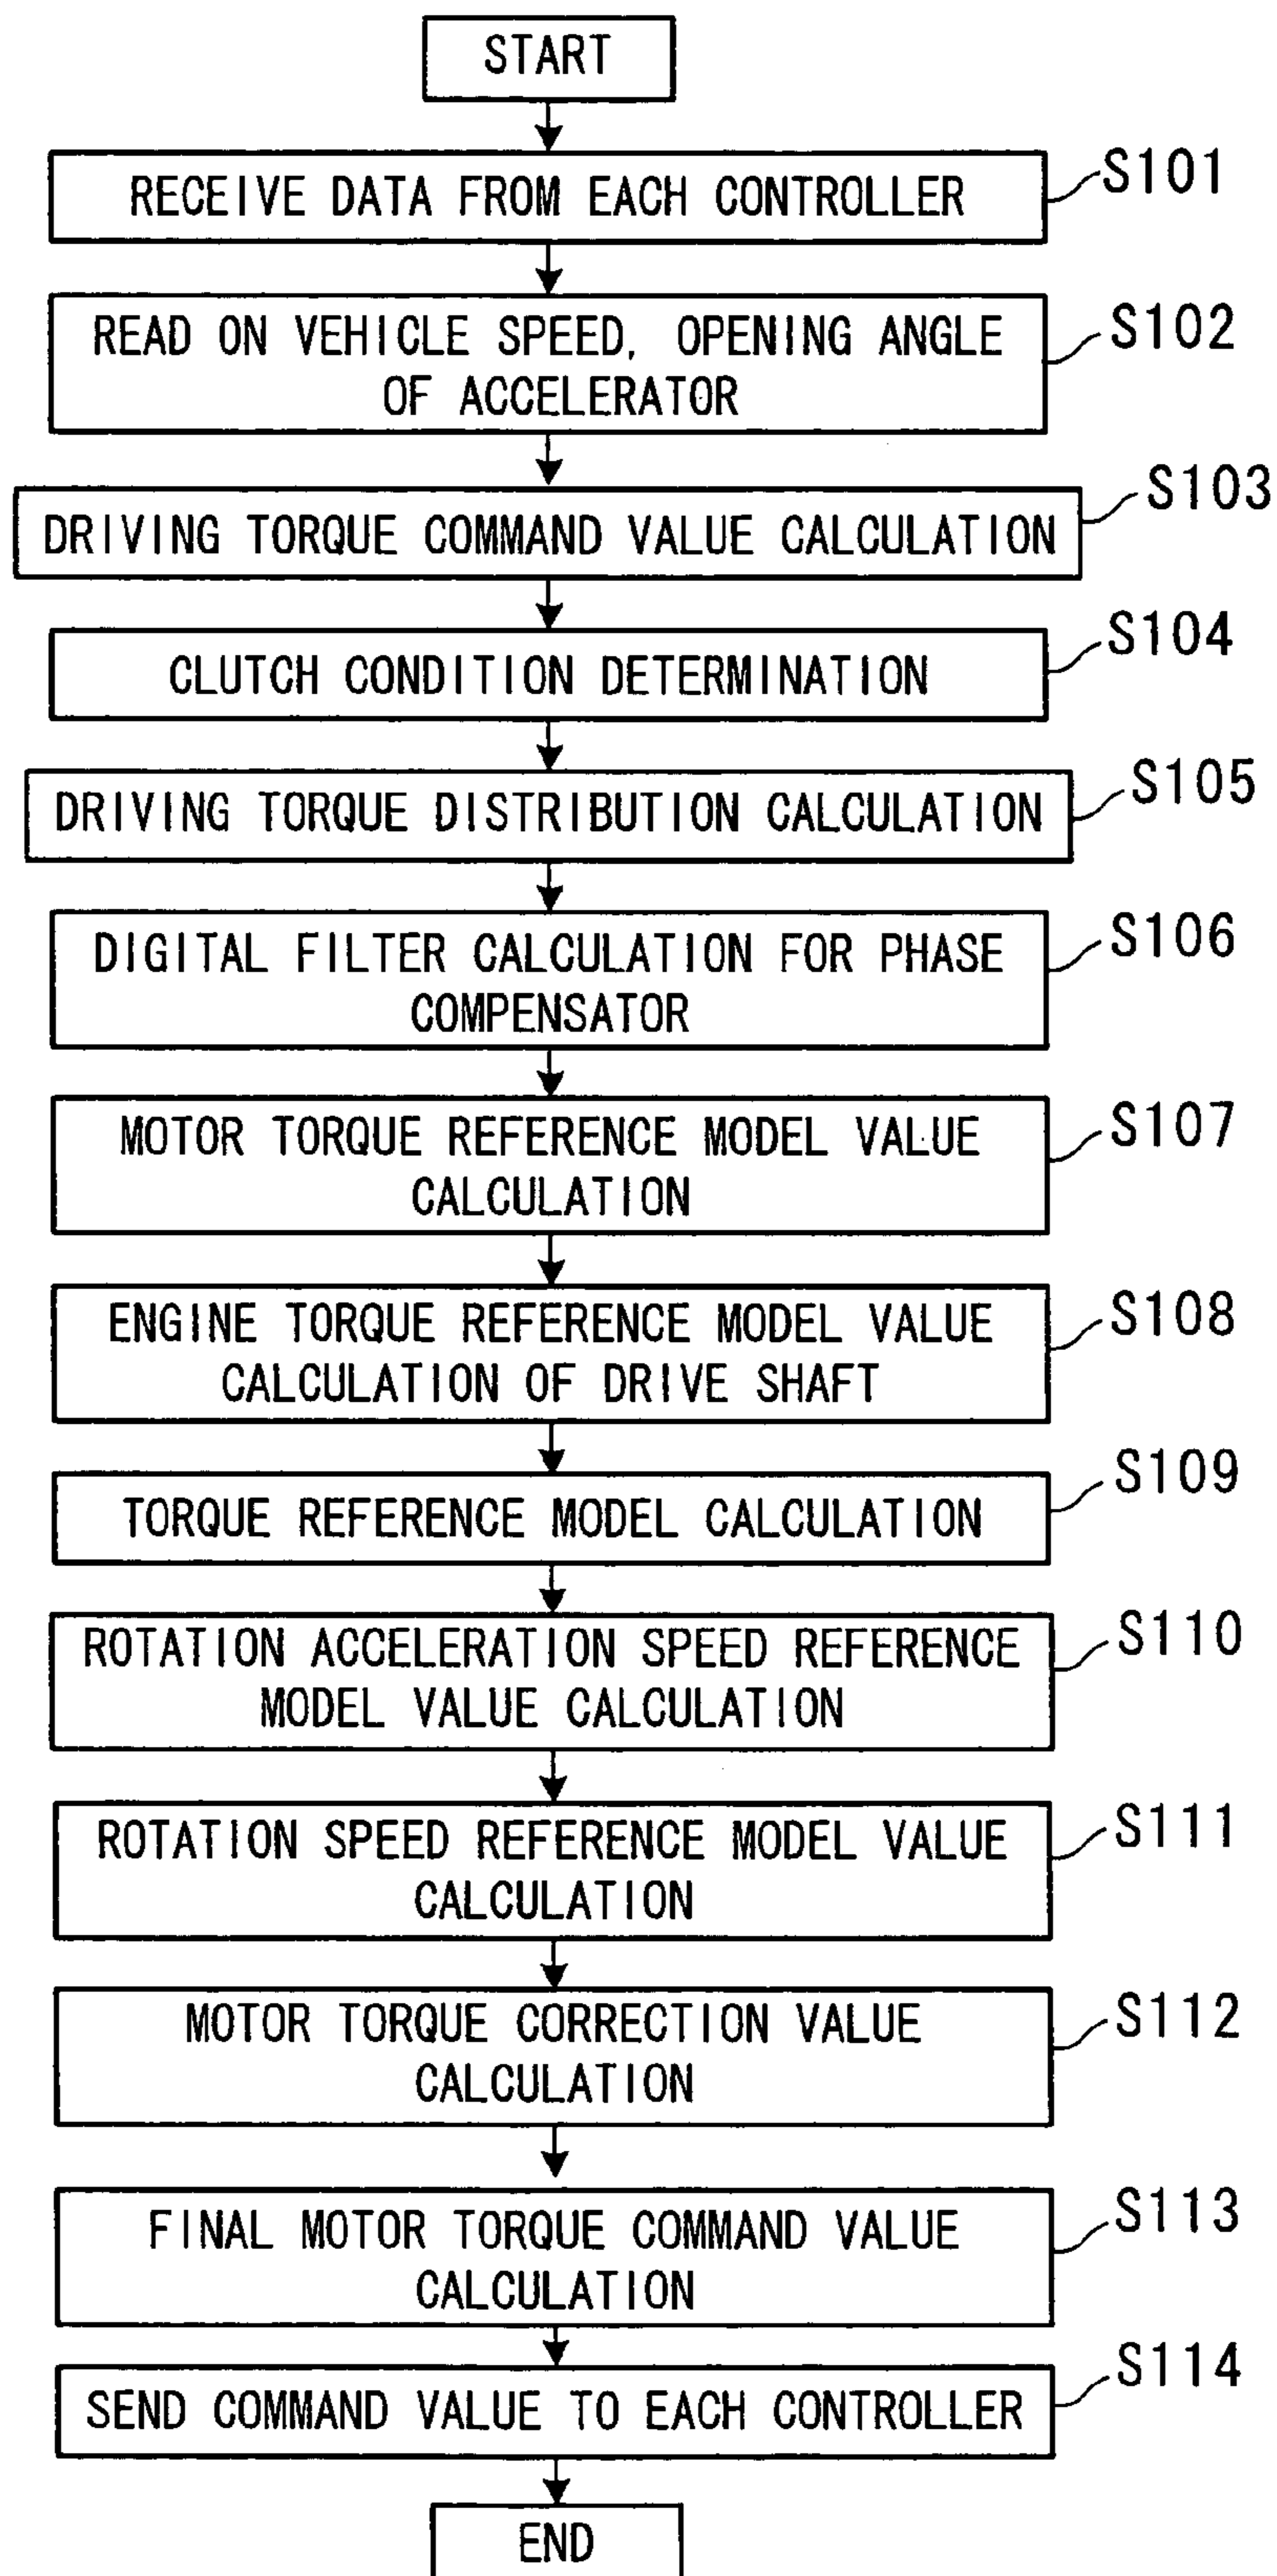 START
RECEIVE DATA FROM EACH CONTROLLER
S101
READ ON VEHICLE SPEED, OPENING ANGLE
OF ACCELERATOR
S102
DRIVING TORQUE COMMAND VALUE CALCULATION
S103
CLUTCH CONDITION DETERMINATION
S104
DRIVING TORQUE DISTRIBUTION CALCULATION
S105
DIGITAL FILTER CALCULATION FOR PHASE
COMPENSATOR
S106
MOTOR TORQUE REFERENCE MODEL VALUE
CALCULATION
S107
ENGINE TORQUE REFERENCE MODEL VALUE
CALCULATION OF DRIVE SHAFT
S108
TORQUE REFERENCE MODEL CALCULATION
S109
ROTATION ACCELERATION SPEED REFERENCE
MODEL VALUE CALCULATION
S110
ROTATION SPEED REFERENCE MODEL VALUE
CALCULATION
S111
MOTOR TORQUE CORRECTION VALUE
CALCULATION
S112
FINAL MOTOR TORQUE COMMAND VALUE
CALCULATION
S113
SEND COMMAND VALUE TO EACH CONTROLLER
S114
END